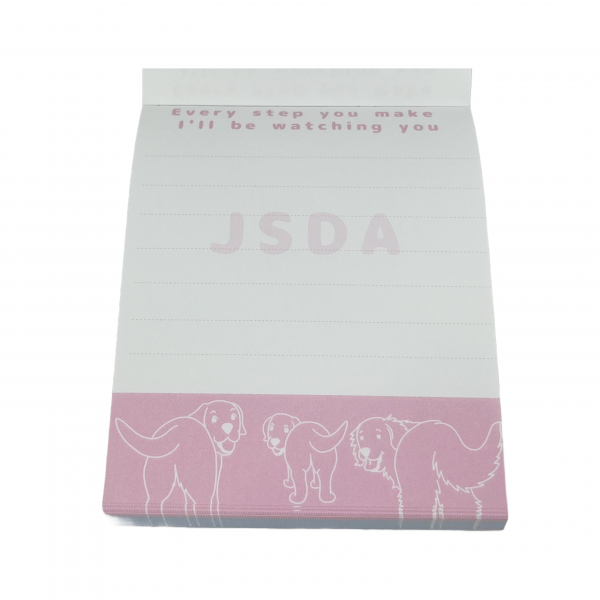 Every step you make
I'll be watching you
JSDA